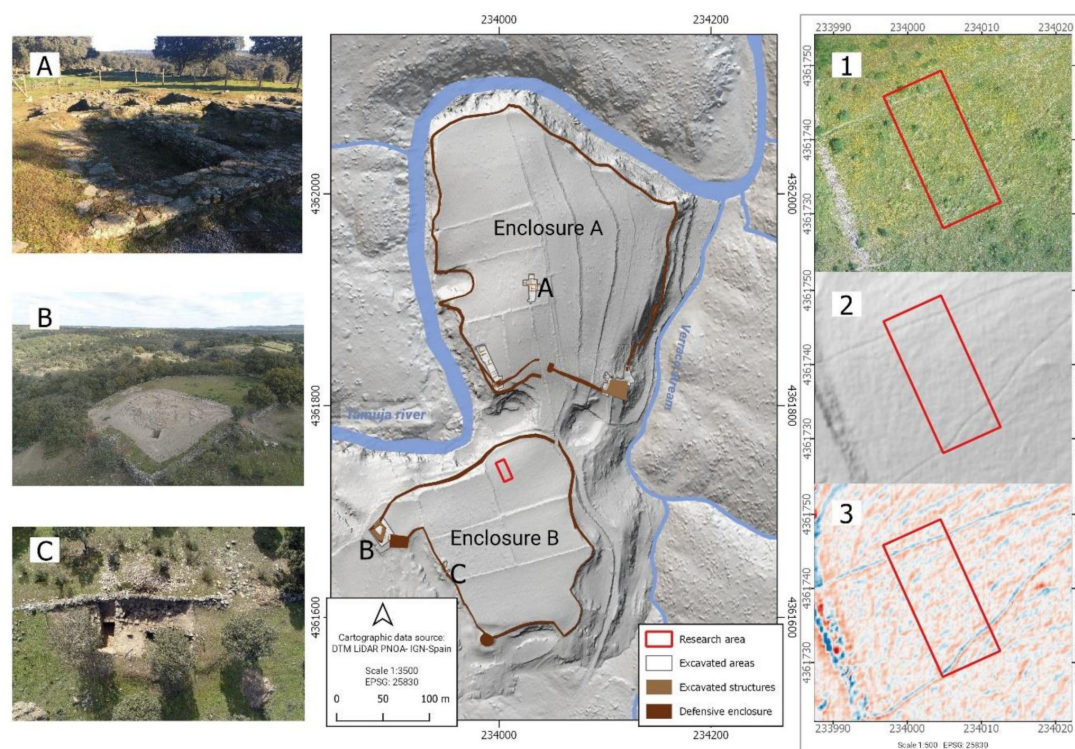 A
B
C
234000
234200
4362000
4361800
4361600
4362000
4361800
4361600
Enclosure A
A
Verraco stream
Tamuja river
Enclosure B
B
C
Cartographic data source:
DTM LiDAR PNOA- IGN-Spain
Scale 1:3500
EPSG: 25830
0 50 100 m
Research area
Excavated areas
Excavated structures
Defensive enclosure
234000
234200
233990 234000 234010 234020
1
4361750
4361740
4361730
2
4361750
4361740
4361730
3
4361750
4361740
4361730
233990 234000 234010 234020
Scale 1:500 EPSG: 25830